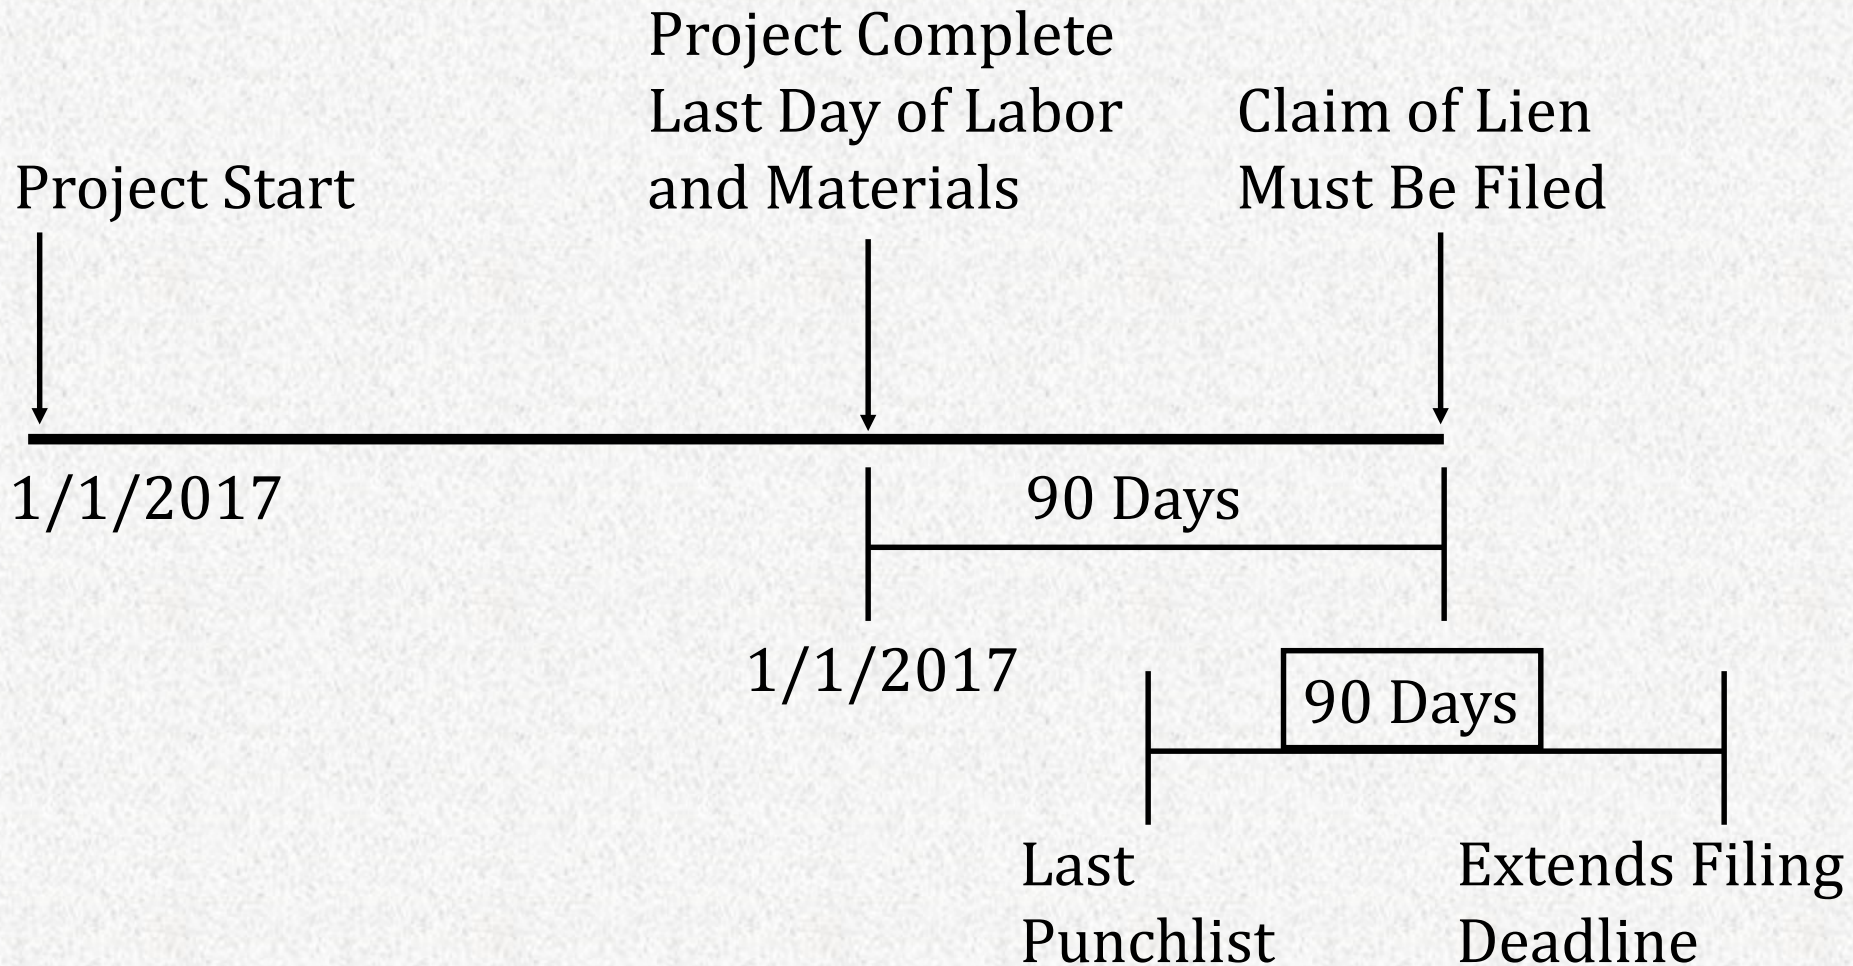 Project Start
Project Complete
Last Day of Labor
and Materials
Claim of Lien
Must Be Filed
1/1/2017
90 Days
1/1/2017
90 Days
Last
Punchlist
Extends Filing
Deadline